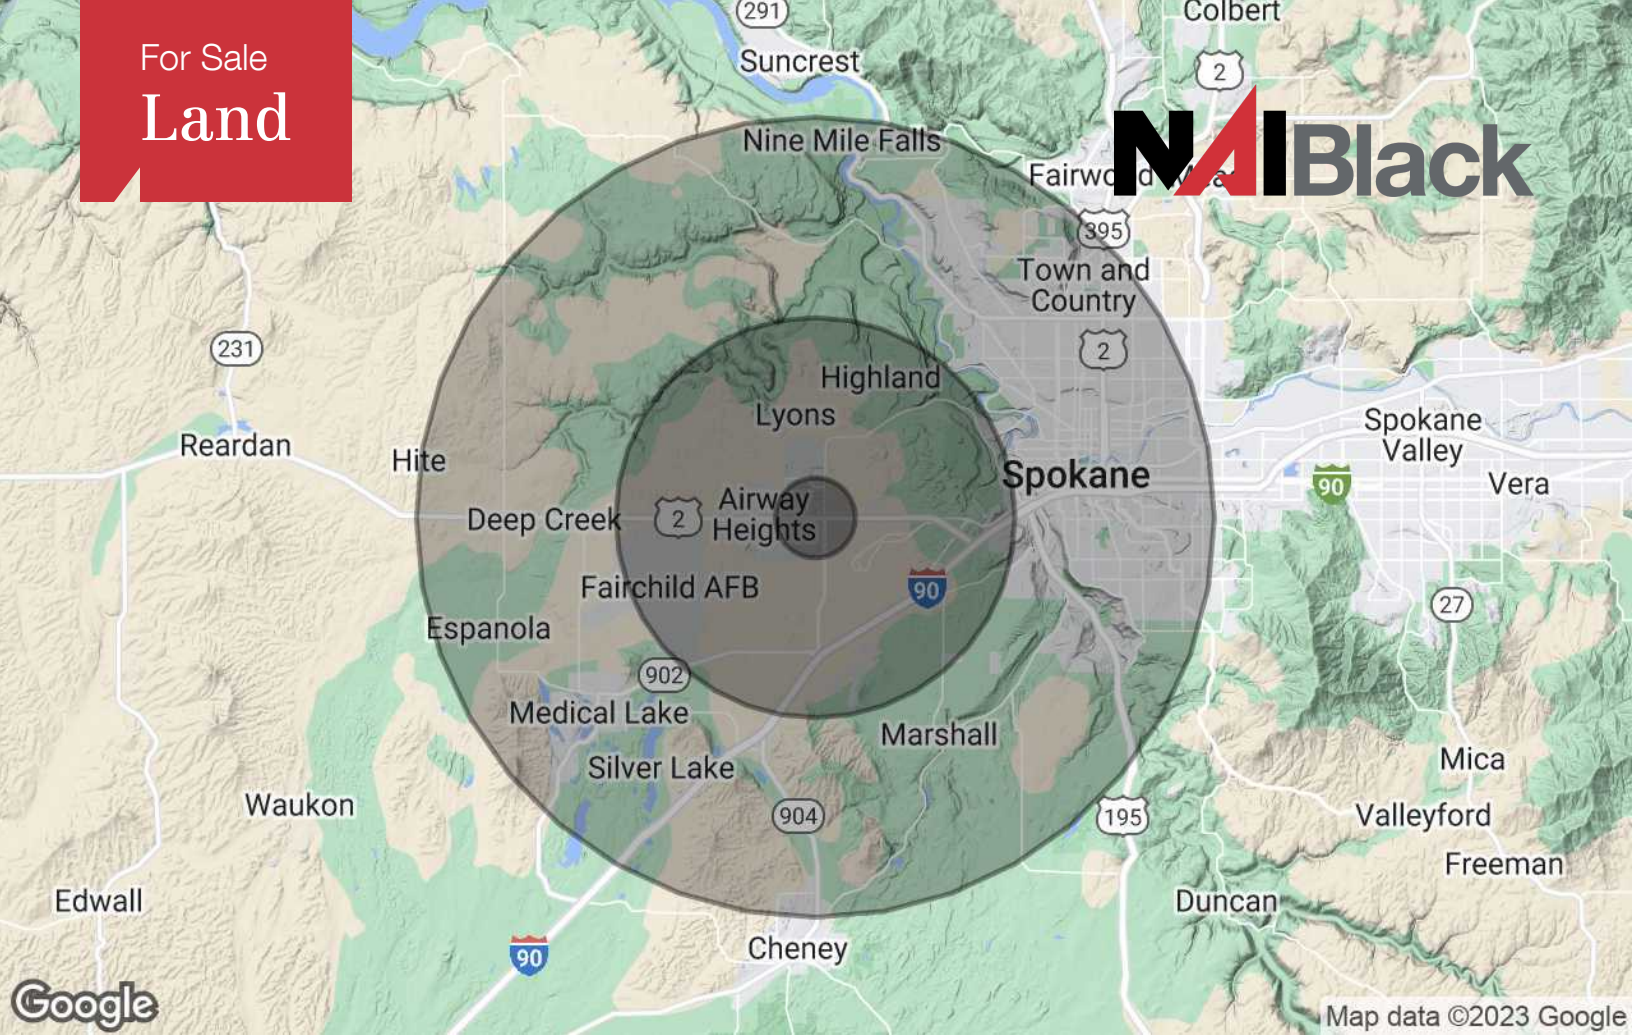 291
Colbert
2
Suncrest
For Sale
Land
NAI Black
Nine Mile Falls
395
Town and
Country
2
231
Highland
Lyons
Reardan
Hite
Spokane
Valley
90
Vera
Spokane
Airway
Heights
Deep Creek
2
Fairchild AFB
90
27
Espanola
902
Medical Lake
Marshall
Silver Lake
Mica
Waukon
904
195
Valleyford
Freeman
Edwall
Duncan
90
Cheney
Google
Map data ©2023 Google